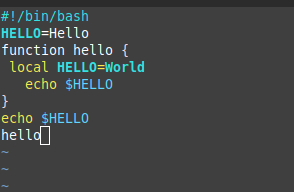 #!/bin/bash
HELLO=Hello
function hello {
 local HELLO=World
   echo $HELLO
}
echo $HELLO
hello
~
~
~